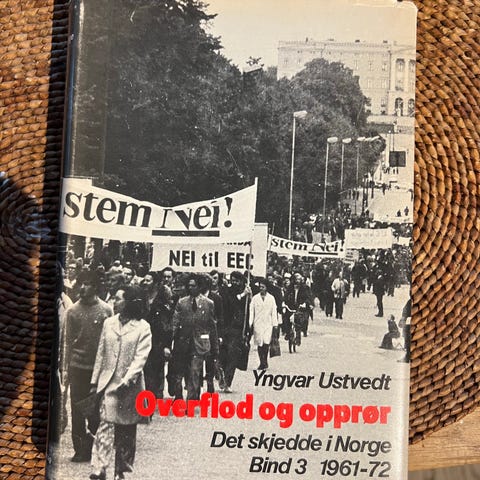 stem Nei!
NEI til EEC
stem Nei!
Yngvar Ustvedt
Overflod og opprør
Det skjedde i Norge
Bind 3 1961-72